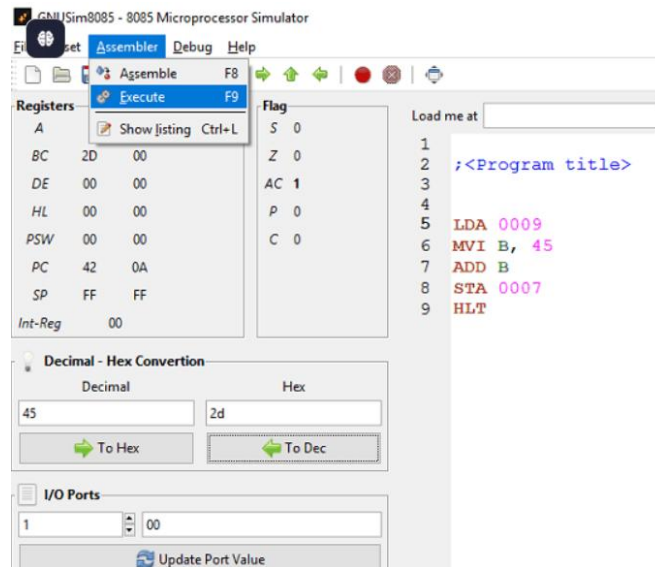 GNUSim8085 - 8085 Microprocessor Simulator
set Assembler Debug Help
Assemble F8
Execute F9
Show listing Ctrl+L
Registers
A
BC 2D 00
DE 00 00
HL 00 00
PSW 00 00
PC 42 0A
SP FF FF
Int-Reg 00
Flag
S 0
Z 0
AC 1
P 0
C 0
Decimal - Hex Convertion
Decimal Hex
45 2d
To Hex To Dec
I/O Ports
1 00
Update Port Value
Load me at
1
2 ;<Program title>
3
4
5 LDA 0009
6 MVI B, 45
7 ADD B
8 STA 0007
9 HLT